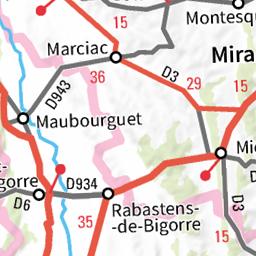 15
Montesq
Marciac
Mira
36
D3
29
15
D943
Maubourguet
Mi
t-
igorre
D934
D6
Rabastens-
-de-Bigorre
35
D3
15